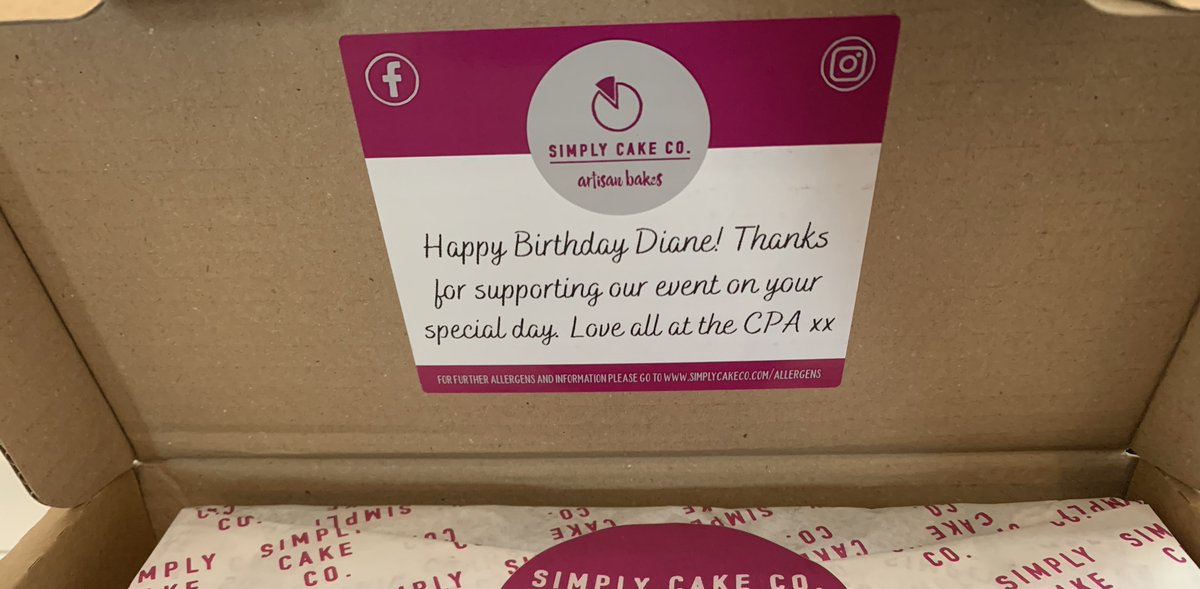 SIMPLY CAKE CO.
artisan bakes
Happy Birthday Diane! Thanks
for supporting our event on your
special day. Love all at the CPA xx
FOR FURTHER ALLERGENS AND INFORMATION PLEASE GO TO WWW.SIMPLYCAKECO.COM/ALLERGENS
SIMPLY
CAKE
CO.
SIMPLY CAKE CO.
CO.
SIMPLY